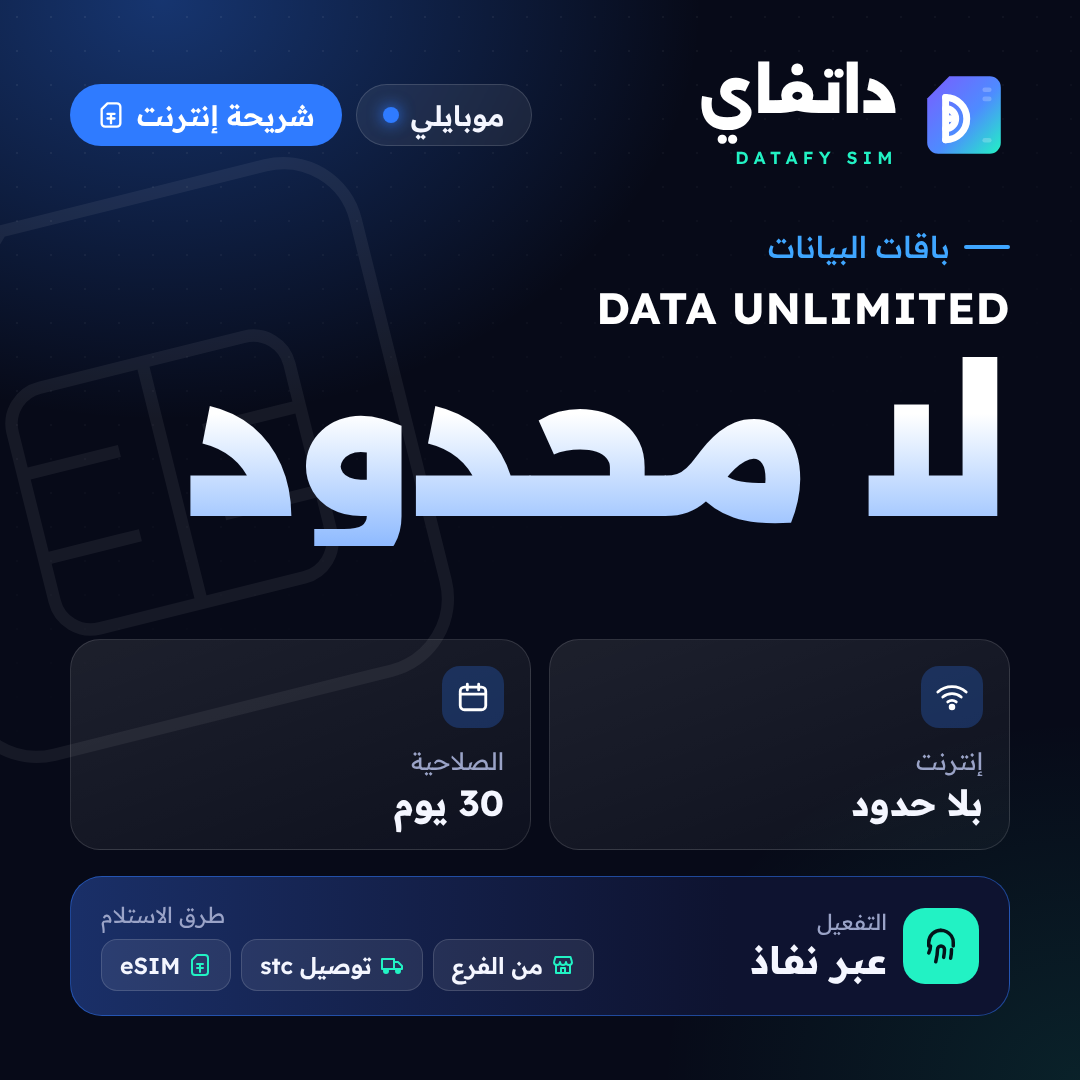 داتفاي
DATAFY SIM
موبايلي
شريحة إنترنت
باقات البيانات
DATA UNLIMITED
لا محدود
إنترنت
بلا حدود
الصلاحية
30 يوم
التفعيل
عبر نفاذ
طرق الاستلام
من الفرع
توصيل stc
eSIM